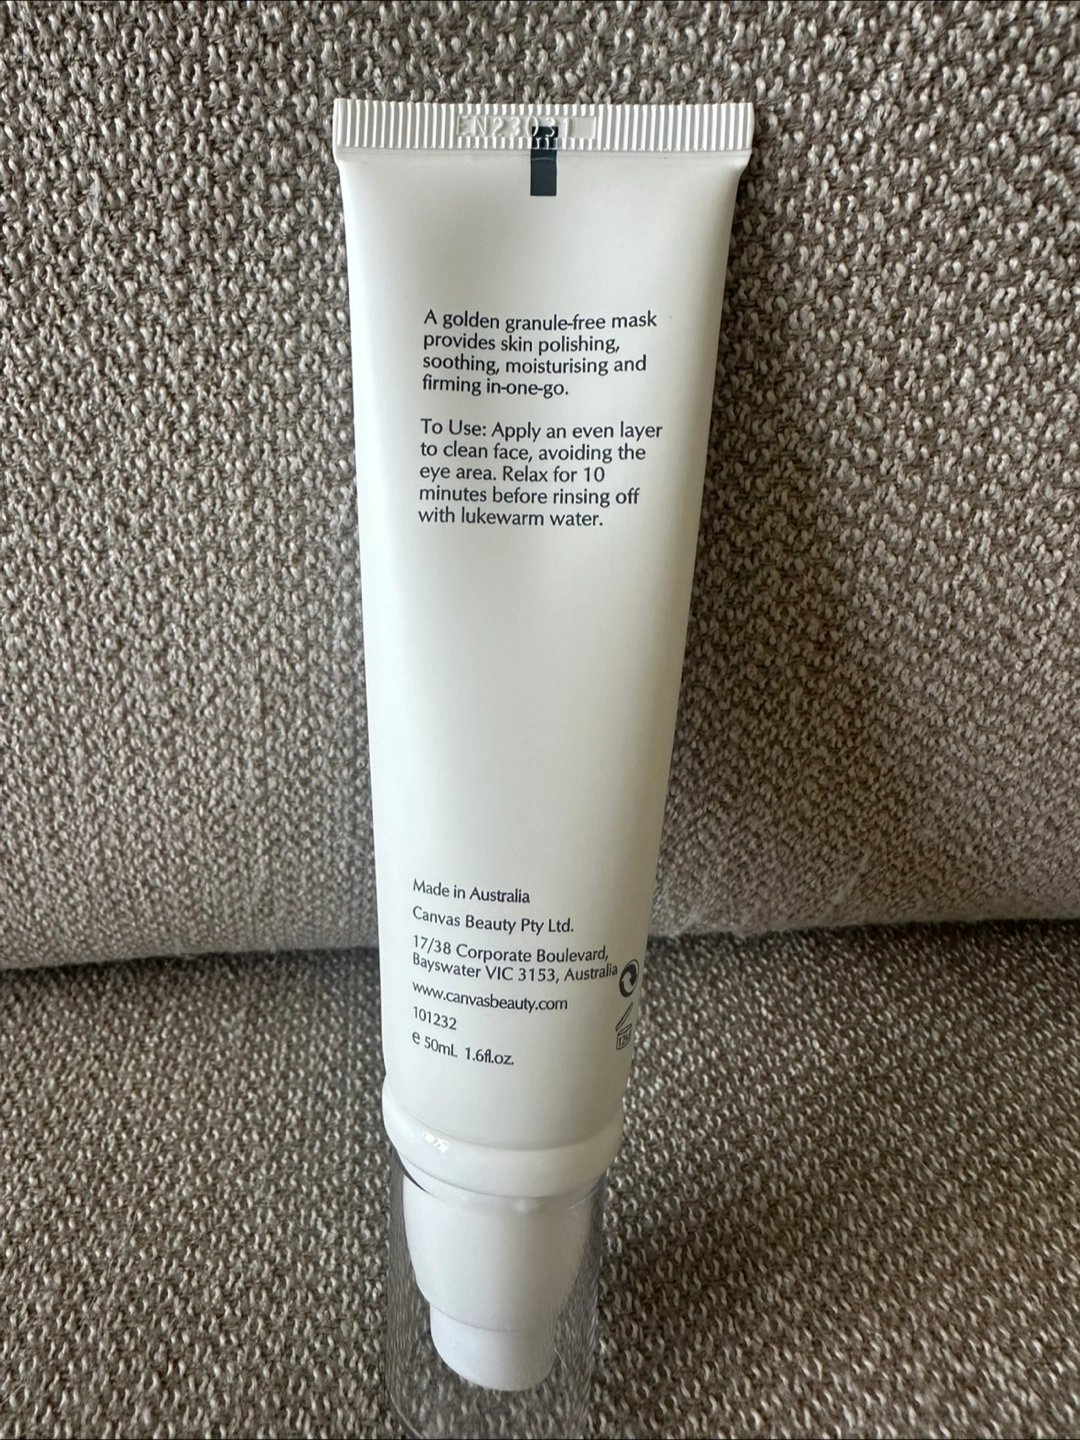 A golden granule-free mask
provides skin polishing,
soothing, moisturising and
firming in-one-go.
To Use: Apply an even layer
to clean face, avoiding the
eye area. Relax for 10
minutes before rinsing off
with lukewarm water.
Made in Australia
Canvas Beauty Pty Ltd.
17/38 Corporate Boulevard,
Bayswater VIC 3153, Australia
www.canvasbeauty.com
101232
℮ 50mL 1.6fl.oz.